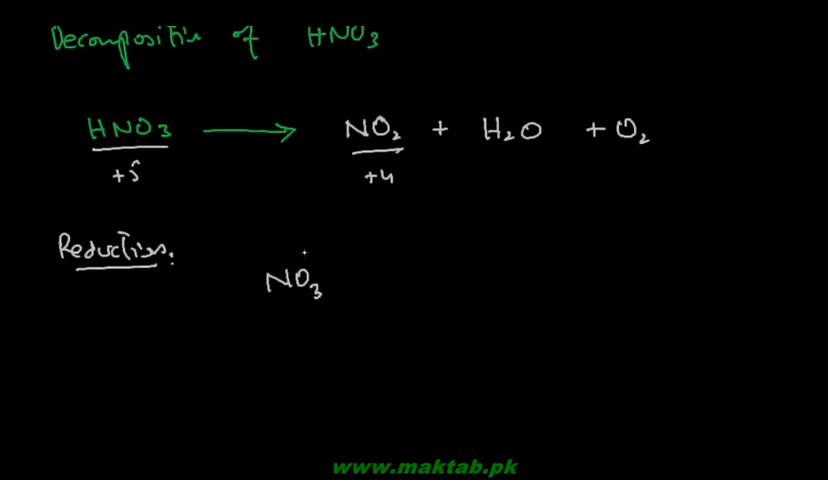 Decomposition of HNO3
HNO3 → NO2 + H2O + O2
+5 +4
Reduction:
NO3
www.maktab.pk